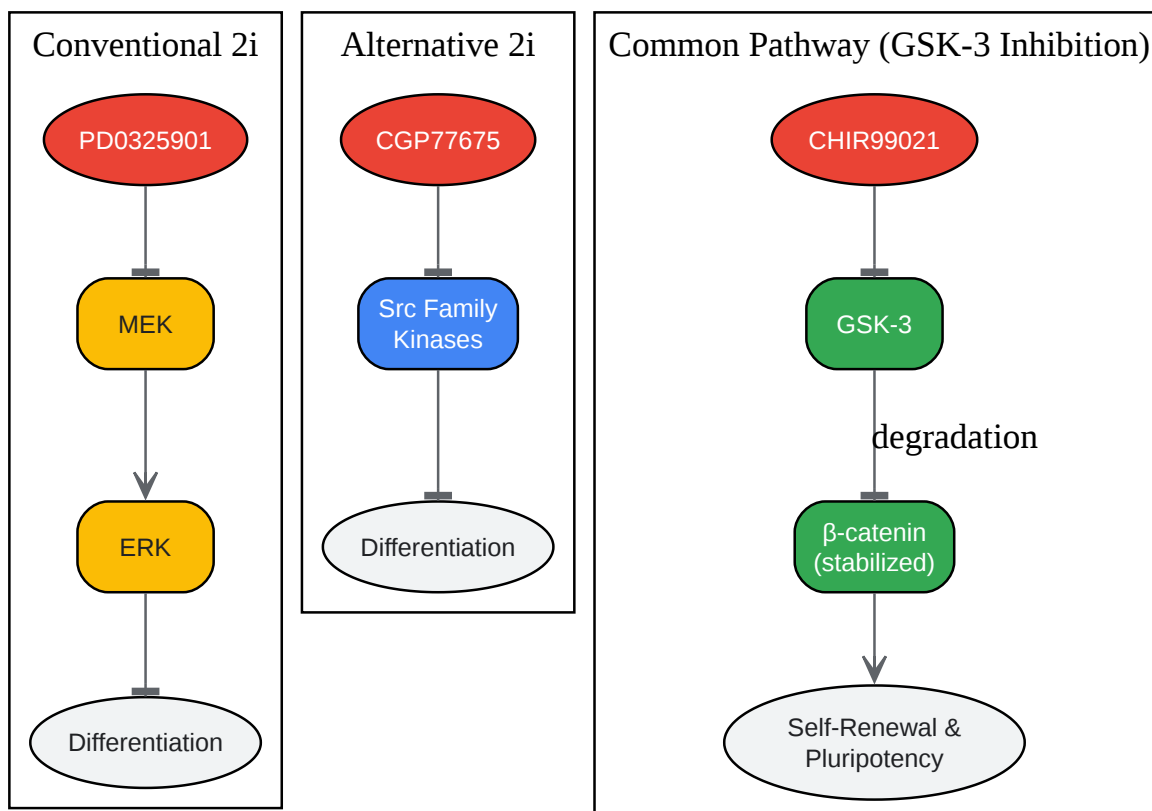 Conventional 2i
PD0325901
MEK
ERK
Differentiation
Alternative 2i
CGP77675
Src Family
Kinases
Differentiation
Common Pathway (GSK-3 Inhibition)
CHIR99021
GSK-3
degradation
β-catenin
(stabilized)
Self-Renewal &
Pluripotency